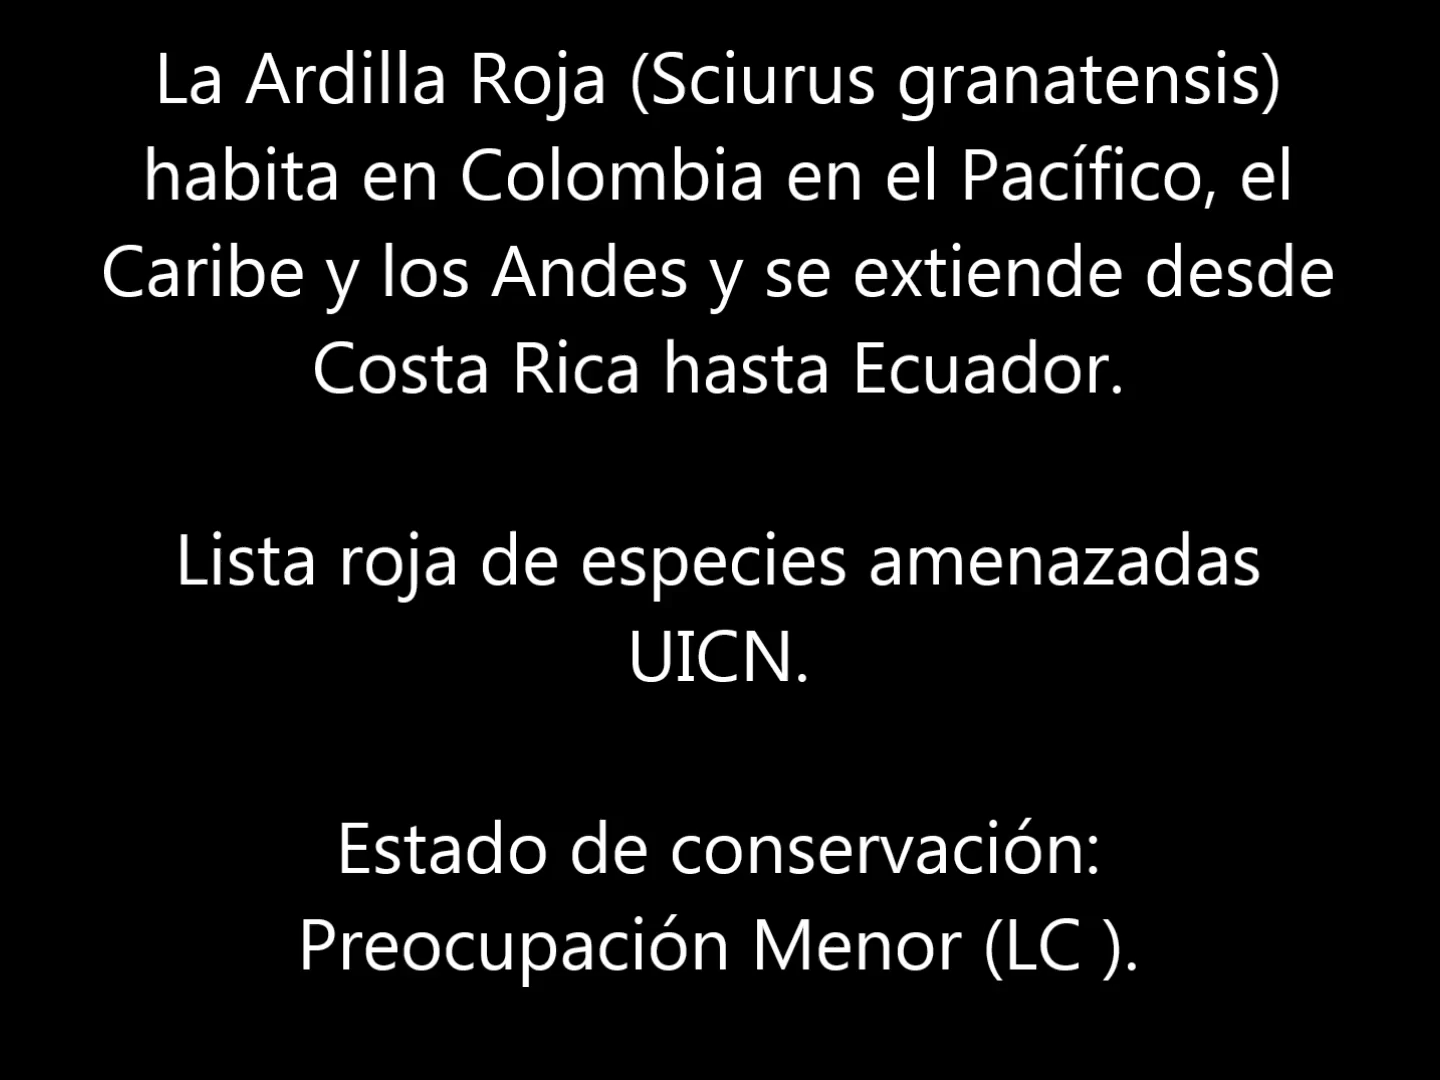 La Ardilla Roja (Sciurus granatensis)
habita en Colombia en el Pacífico, el
Caribe y los Andes y se extiende desde
Costa Rica hasta Ecuador.
Lista roja de especies amenazadas
UICN.
Estado de conservación:
Preocupación Menor (LC ).